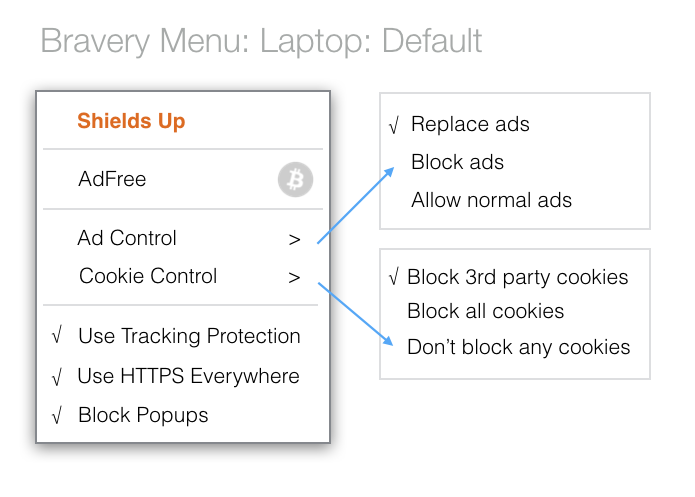 Bravery Menu: Laptop: Default
Shields Up
AdFree
Ad Control >
Cookie Control >
√ Use Tracking Protection
√ Use HTTPS Everywhere
√ Block Popups
√ Replace ads
Block ads
Allow normal ads
√ Block 3rd party cookies
Block all cookies
Don’t block any cookies